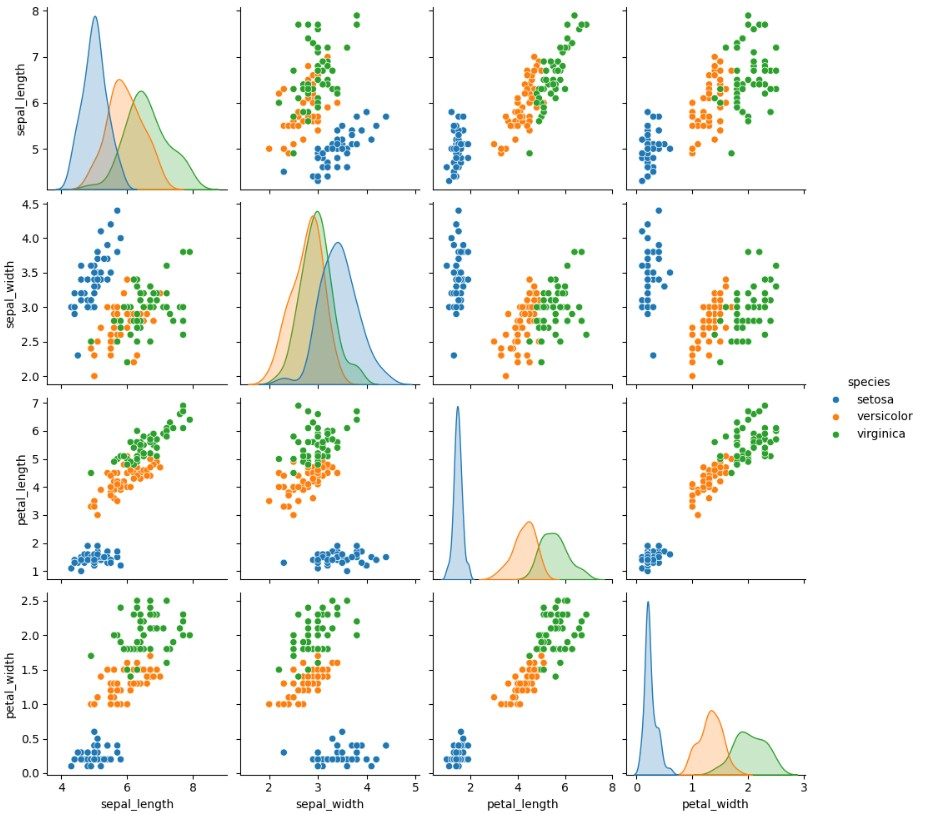 8
7
6
5
sepal_length
4.5
4.0
3.5
3.0
2.5
2.0
sepal_width
species
setosa
versicolor
virginica
7
6
5
4
3
2
1
petal_length
2.5
2.0
1.5
1.0
0.5
0.0
petal_width
4 6 8 2 3 4 5 2 4 6 8 0 1 2 3
sepal_length sepal_width petal_length petal_width